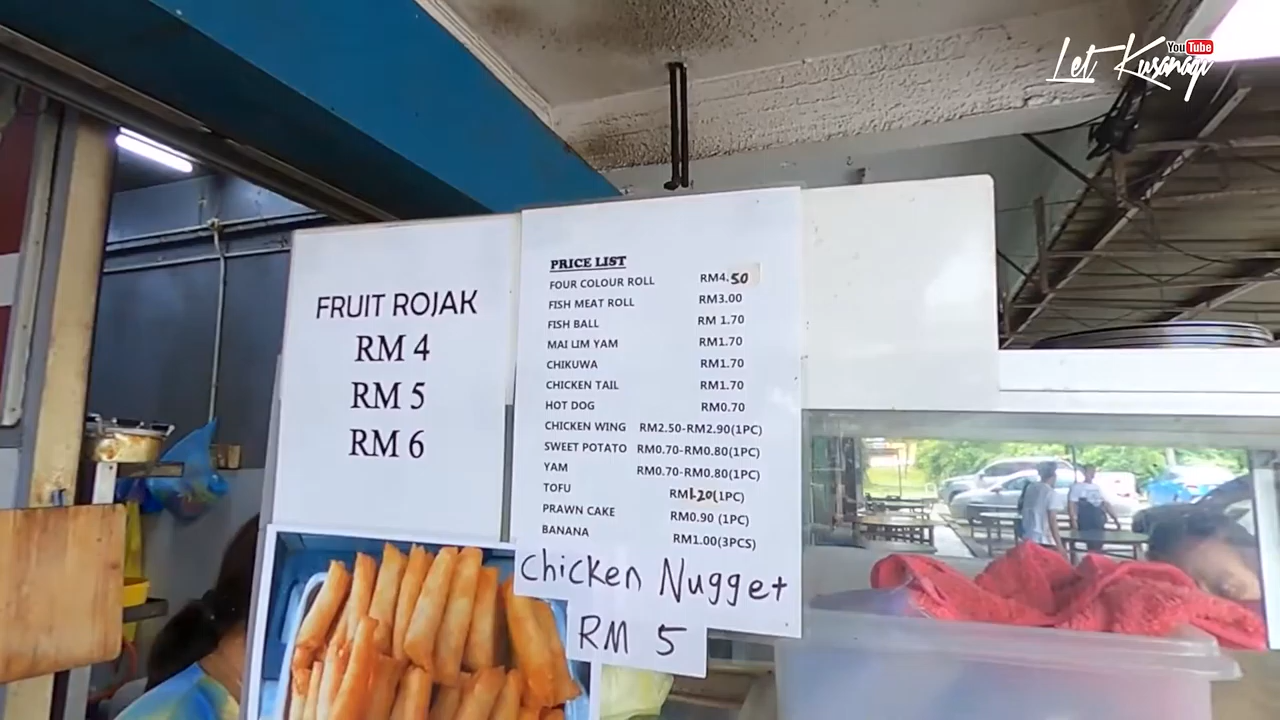 YouTube
Let Kusanagi
FRUIT ROJAK
RM 4
RM 5
RM 6
PRICE LIST
FOUR COLOUR ROLL RM4.50
FISH MEAT ROLL RM3.00
FISH BALL RM 1.70
MAI LIM YAM RM1.70
CHIKUWA RM1.70
CHICKEN TAIL RM1.70
HOT DOG RM0.70
CHICKEN WING RM2.50-RM2.90(1PC)
SWEET POTATO RM0.70-RM0.80(1PC)
YAM RM0.70-RM0.80(1PC)
TOFU RM1.20(1PC)
PRAWN CAKE RM0.90 (1PC)
BANANA RM1.00(3PCS)
Chicken Nugget
RM 5